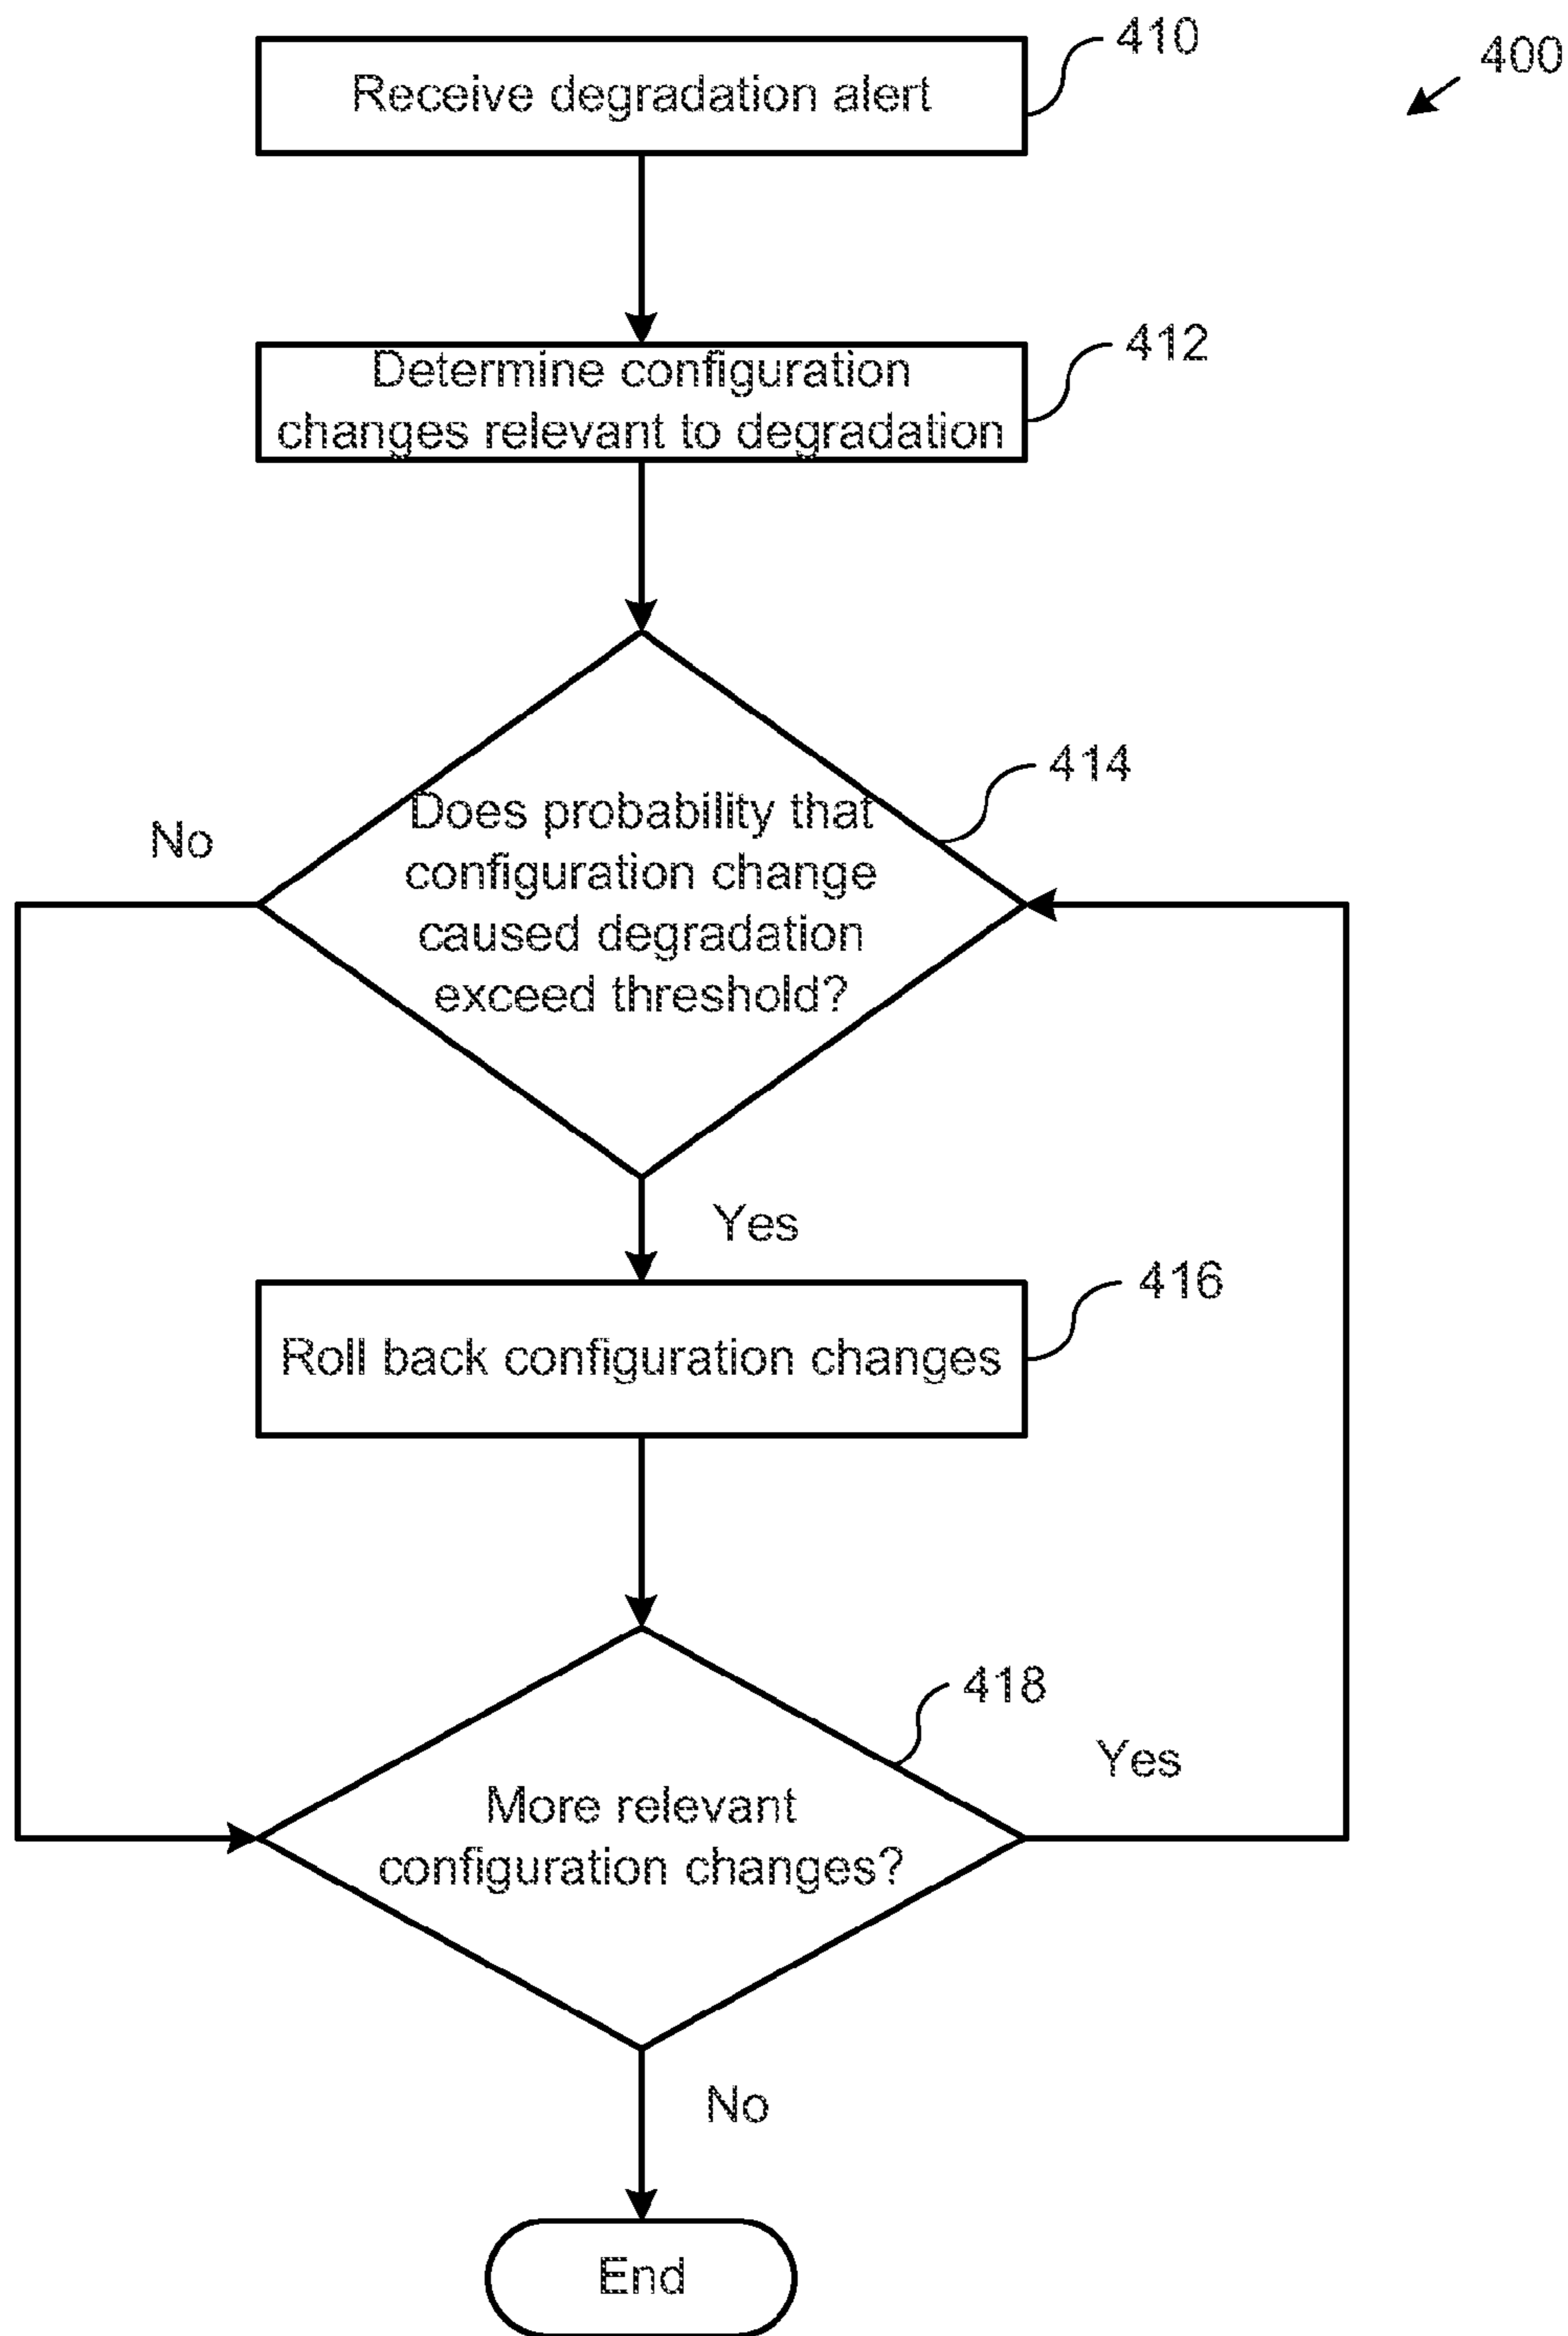 410
400
Receive degradation alert
412
Determine configuration
changes relevant to degradation
414
Does probability that
configuration change
caused degradation
exceed threshold?
No
Yes
416
Roll back configuration changes
418
More relevant
configuration changes?
Yes
No
End